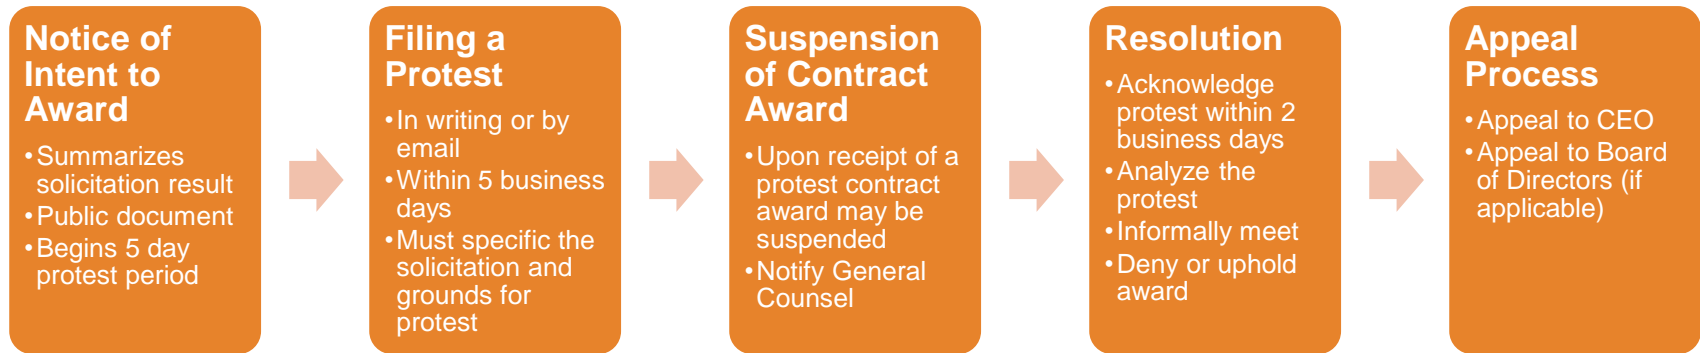 Notice of
Intent to
Award
•Summarizes
solicitation result
•Public document
•Begins 5 day
protest period
Filing a
Protest
•In writing or by
email
•Within 5 business
days
•Must specific the
solicitation and
grounds for
protest
Suspension
of Contract
Award
•Upon receipt of a
protest contract
award may be
suspended
•Notify General
Counsel
Resolution
•Acknowledge
protest within 2
business days
•Analyze the
protest
•Informally meet
•Deny or uphold
award
Appeal
Process
•Appeal to CEO
•Appeal to Board
of Directors (if
applicable)